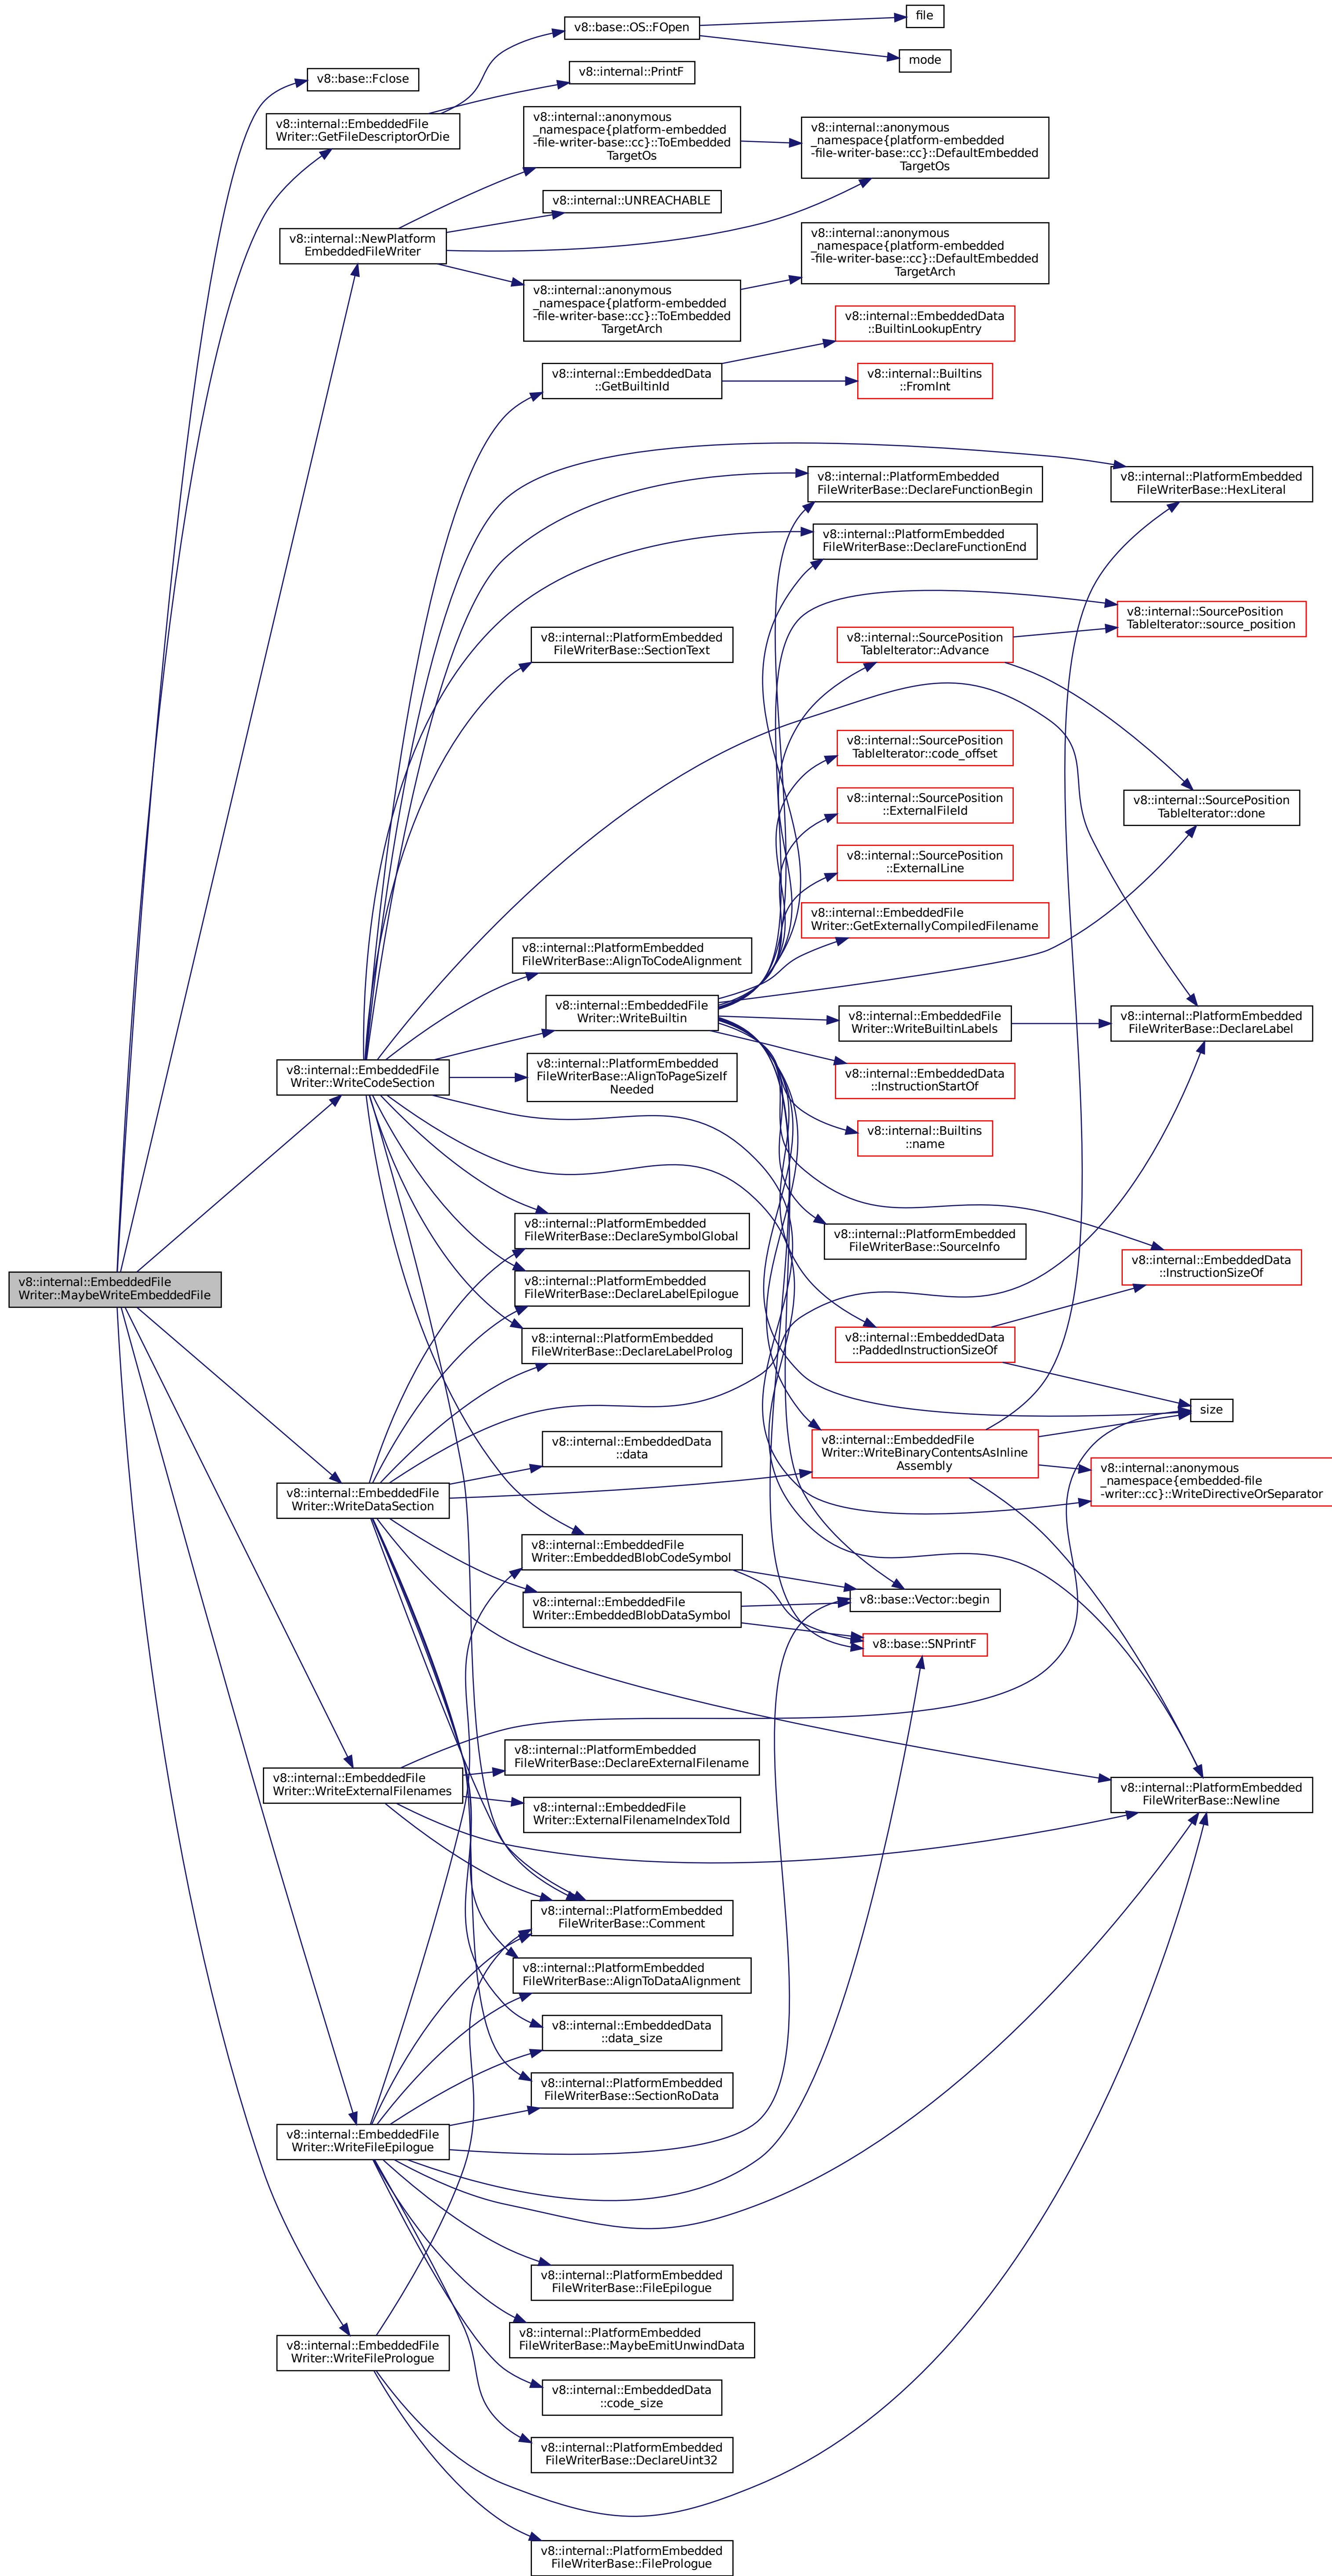 file
v8::base::OS::FOpen
mode
v8::internal::PrintF
v8::base::Fclose
v8::internal::EmbeddedFile
Writer::GetFileDescriptorOrDie
v8::internal::anonymous
_namespace{platform-embedded
-file-writer-base::cc}::ToEmbedded
TargetOs
v8::internal::anonymous
_namespace{platform-embedded
-file-writer-base::cc}::DefaultEmbedded
TargetOs
v8::internal::UNREACHABLE
v8::internal::NewPlatform
EmbeddedFileWriter
v8::internal::anonymous
_namespace{platform-embedded
-file-writer-base::cc}::DefaultEmbedded
TargetArch
v8::internal::anonymous
_namespace{platform-embedded
-file-writer-base::cc}::ToEmbedded
TargetArch
v8::internal::EmbeddedData
::BuiltinLookupEntry
v8::internal::EmbeddedData
::GetBuiltinId
v8::internal::Builtins
::FromInt
v8::internal::PlatformEmbedded
FileWriterBase::DeclareFunctionBegin
v8::internal::PlatformEmbedded
FileWriterBase::HexLiteral
v8::internal::PlatformEmbedded
FileWriterBase::DeclareFunctionEnd
v8::internal::SourcePosition
TableIterator::source_position
v8::internal::PlatformEmbedded
FileWriterBase::SectionText
v8::internal::SourcePosition
TableIterator::Advance
v8::internal::SourcePosition
TableIterator::code_offset
v8::internal::SourcePosition
::ExternalFileId
v8::internal::SourcePosition
TableIterator::done
v8::internal::SourcePosition
::ExternalLine
v8::internal::EmbeddedFile
Writer::GetExternallyCompiledFilename
v8::internal::PlatformEmbedded
FileWriterBase::AlignToCodeAlignment
v8::internal::EmbeddedFile
Writer::WriteBuiltin
v8::internal::EmbeddedFile
Writer::WriteBuiltinLabels
v8::internal::PlatformEmbedded
FileWriterBase::DeclareLabel
v8::internal::EmbeddedFile
Writer::WriteCodeSection
v8::internal::PlatformEmbedded
FileWriterBase::AlignToPageSizeIf
Needed
v8::internal::EmbeddedData
::InstructionStartOf
v8::internal::Builtins
::name
v8::internal::PlatformEmbedded
FileWriterBase::DeclareSymbolGlobal
v8::internal::PlatformEmbedded
FileWriterBase::SourceInfo
v8::internal::EmbeddedData
::InstructionSizeOf
v8::internal::EmbeddedFile
Writer::MaybeWriteEmbeddedFile
v8::internal::PlatformEmbedded
FileWriterBase::DeclareLabelEpilogue
v8::internal::PlatformEmbedded
FileWriterBase::DeclareLabelProlog
v8::internal::EmbeddedData
::PaddedInstructionSizeOf
size
v8::internal::EmbeddedData
::data
v8::internal::EmbeddedFile
Writer::WriteBinaryContentsAsInline
Assembly
v8::internal::anonymous
_namespace{embedded-file
-writer::cc}::WriteDirectiveOrSeparator
v8::internal::EmbeddedFile
Writer::WriteDataSection
v8::internal::EmbeddedFile
Writer::EmbeddedBlobCodeSymbol
v8::internal::EmbeddedFile
Writer::EmbeddedBlobDataSymbol
v8::base::Vector::begin
v8::base::SNPrintF
v8::internal::PlatformEmbedded
FileWriterBase::DeclareExternalFilename
v8::internal::EmbeddedFile
Writer::WriteExternalFilenames
v8::internal::PlatformEmbedded
FileWriterBase::Newline
v8::internal::EmbeddedFile
Writer::ExternalFilenameIndexToId
v8::internal::PlatformEmbedded
FileWriterBase::Comment
v8::internal::PlatformEmbedded
FileWriterBase::AlignToDataAlignment
v8::internal::EmbeddedData
::data_size
v8::internal::PlatformEmbedded
FileWriterBase::SectionRoData
v8::internal::EmbeddedFile
Writer::WriteFileEpilogue
v8::internal::PlatformEmbedded
FileWriterBase::FileEpilogue
v8::internal::PlatformEmbedded
FileWriterBase::MaybeEmitUnwindData
v8::internal::EmbeddedFile
Writer::WriteFilePrologue
v8::internal::EmbeddedData
::code_size
v8::internal::PlatformEmbedded
FileWriterBase::DeclareUint32
v8::internal::PlatformEmbedded
FileWriterBase::FilePrologue